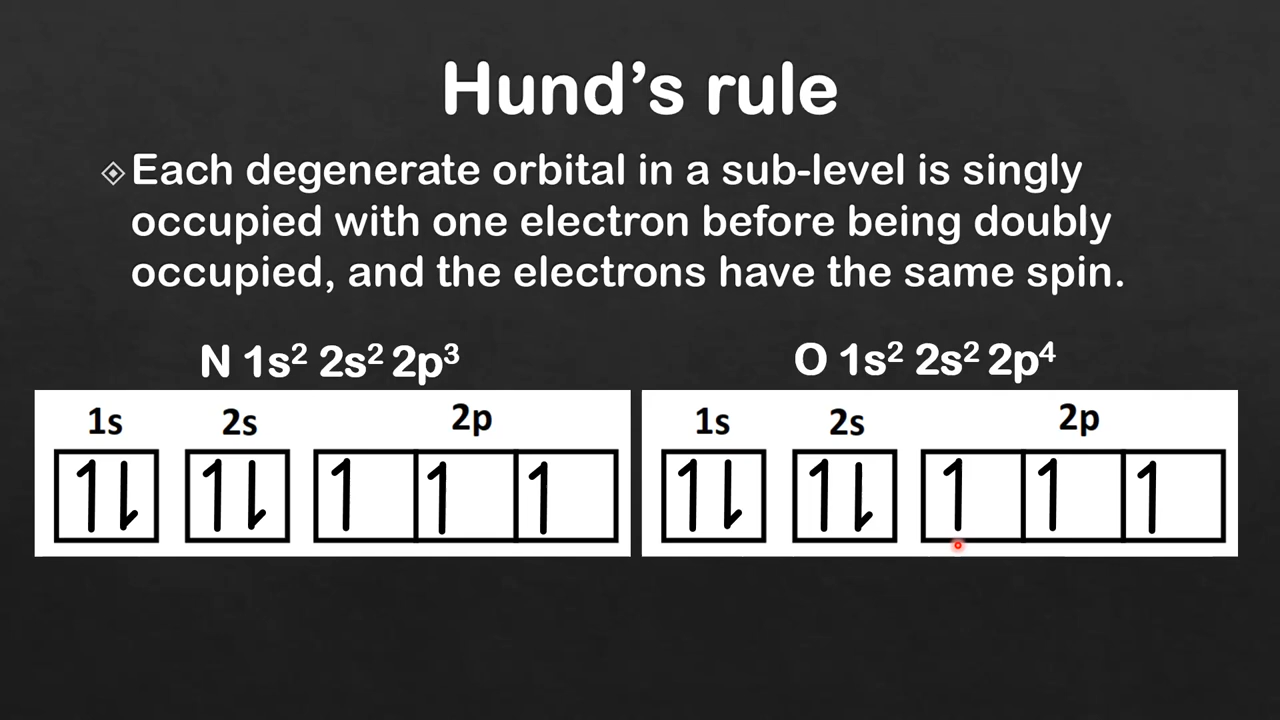 Hund’s rule
Each degenerate orbital in a sub-level is singly
occupied with one electron before being doubly
occupied, and the electrons have the same spin.
N 1s² 2s² 2p³
O 1s² 2s² 2p⁴
1s 2s 2p
1s 2s 2p